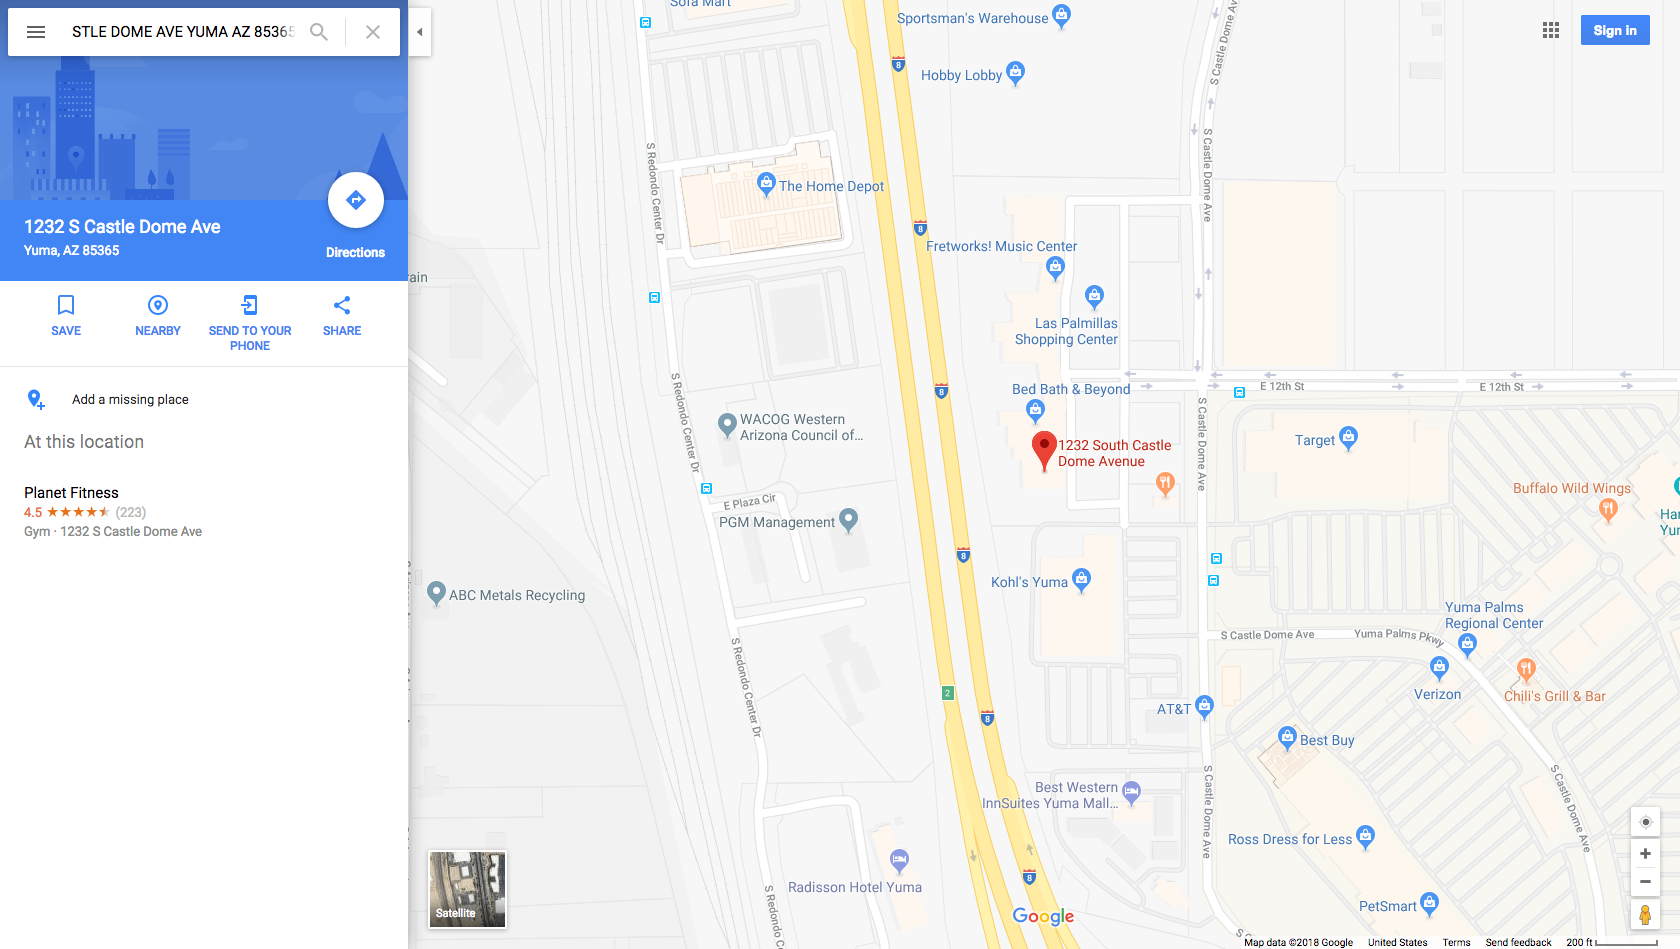 STLE DOME AVE YUMA AZ 85365
Sign in
1232 S Castle Dome Ave
Yuma, AZ 85365
Directions
SAVE
NEARBY
SEND TO YOUR
PHONE
SHARE
Add a missing place
At this location
Planet Fitness
4.5 ★★★★★ (223)
Gym · 1232 S Castle Dome Ave
Sofa Mart
Sportsman's Warehouse
Hobby Lobby
8
S Castle Dome Ave
S Castle Dome Ave
S Redondo Center Dr
The Home Depot
8
Fretworks! Music Center
ain
Las Palmillas
Shopping Center
S Redondo Center Dr
8
Bed Bath & Beyond
E 12th St
E 12th St
S Castle Dome Ave
WACOG Western
Arizona Council of...
1232 South Castle
Dome Avenue
Target
Buffalo Wild Wings
Har
Yur
E Plaza Cir
PGM Management
8
Kohl's Yuma
ABC Metals Recycling
Yuma Palms
Regional Center
S Castle Dome Ave
Yuma Palms Pkwy
S Redondo Center Dr
2
8
Verizon
Chili's Grill & Bar
AT&T
Best Buy
Best Western
InnSuites Yuma Mall...
S Castle Dome Ave
S Castle Dome Ave
Ross Dress for Less
Radisson Hotel Yuma
8
S Redondo Center
PetSmart
Satellite
Google
S C
Map data ©2018 Google
United States
Terms
Send feedback
200 ft